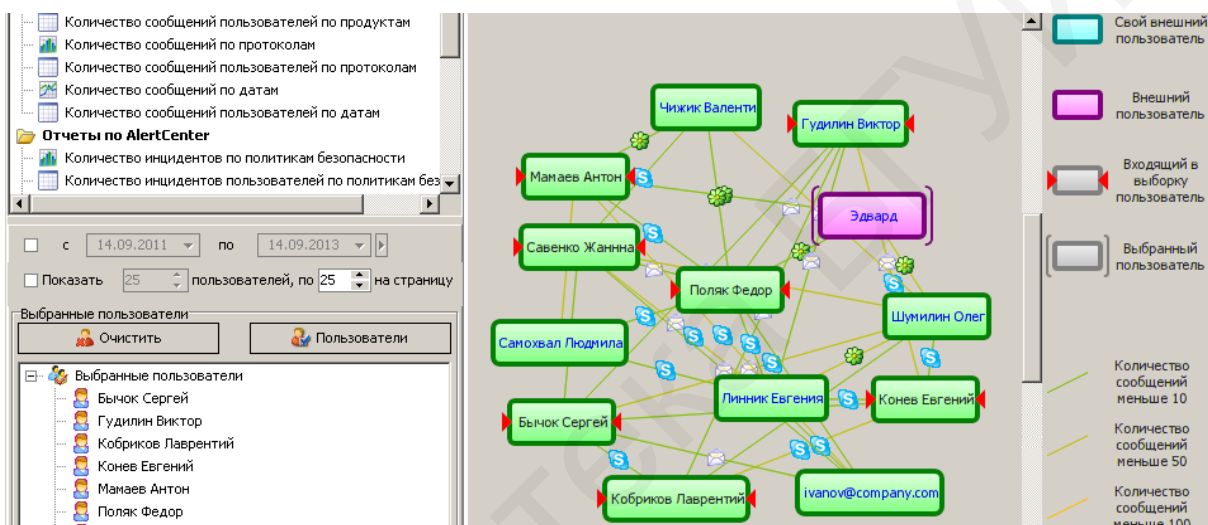 Количество сообщений пользователей по продуктам
Количество сообщений по протоколам
Количество сообщений пользователей по протоколам
Количество сообщений по датам
Количество сообщений пользователей по датам
Отчеты по AlertCenter
Количество инцидентов по политикам безопасности
Количество инцидентов пользователей по политикам без
с 14.09.2011 по 14.09.2013
Показать 25 пользователей, по 25 на страницу
Выбранные пользователи
Очистить Пользователи
Выбранные пользователи
Бычок Сергей
Гудилин Виктор
Кобриков Лаврентий
Конев Евгений
Мамаев Антон
Поляк Федор
Чижик Валенти
Гудилин Виктор
Мамаев Антон
Эдвард
Савенко Жаннна
Поляк Федор
Шумилин Олег
Самохвал Людмила
Линник Евгения
Конев Евгений
Бычок Сергей
Кобриков Лаврентий
ivanov@company.com
Свой внешний
пользователь
Внешний
пользователь
Входящий в
выборку
пользователь
Выбранный
пользователь
Количество
сообщений
меньше 10
Количество
сообщений
меньше 50
Количество
сообщений
меньше 100